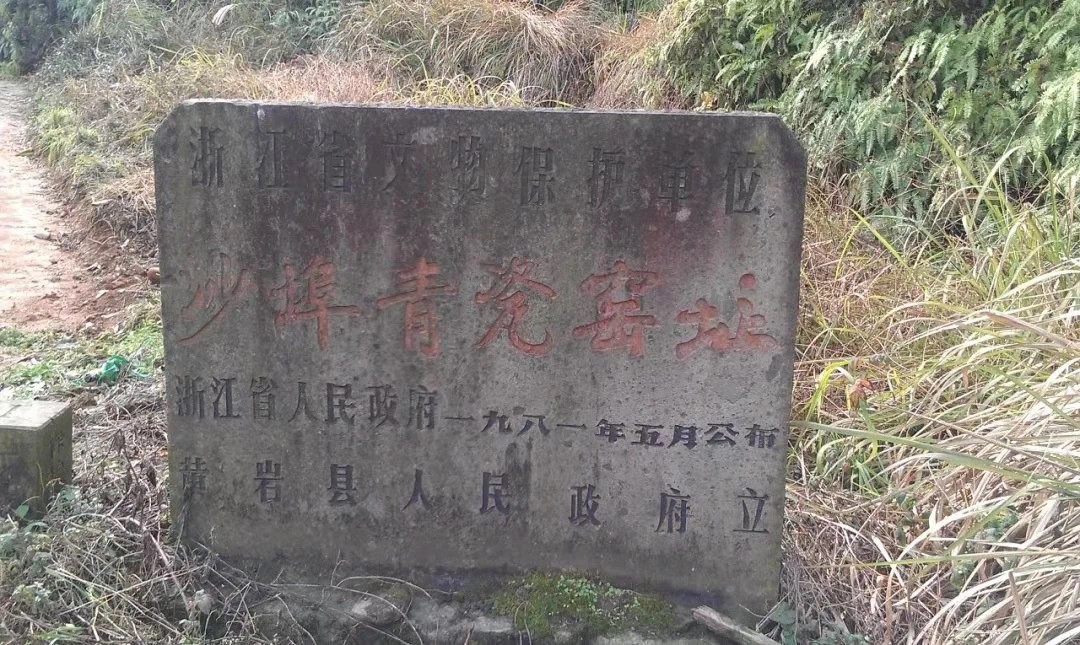 浙江省文物保护单位
沙埠青瓷窑址
浙江省人民政府一九八一年五月公布
黄岩县人民政府立